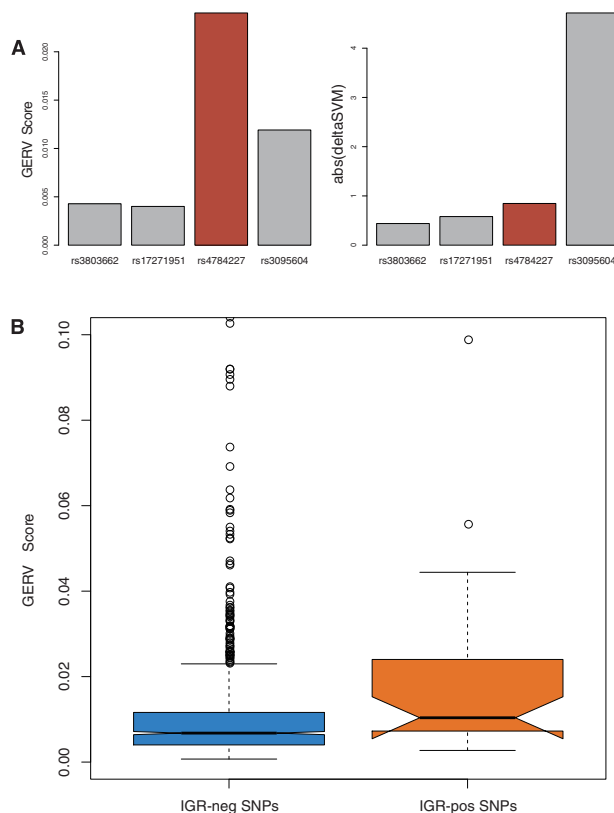 A
GERV Score
0.000
0.005
0.010
0.015
0.020
rs3803662
rs17271951
rs4784227
rs3095604
abs(deltaSVM)
0
1
2
3
4
rs3803662
rs17271951
rs4784227
rs3095604
B
GERV Score
0.10
0.08
0.06
0.04
0.02
0.00
IGR-neg SNPs
IGR-pos SNPs